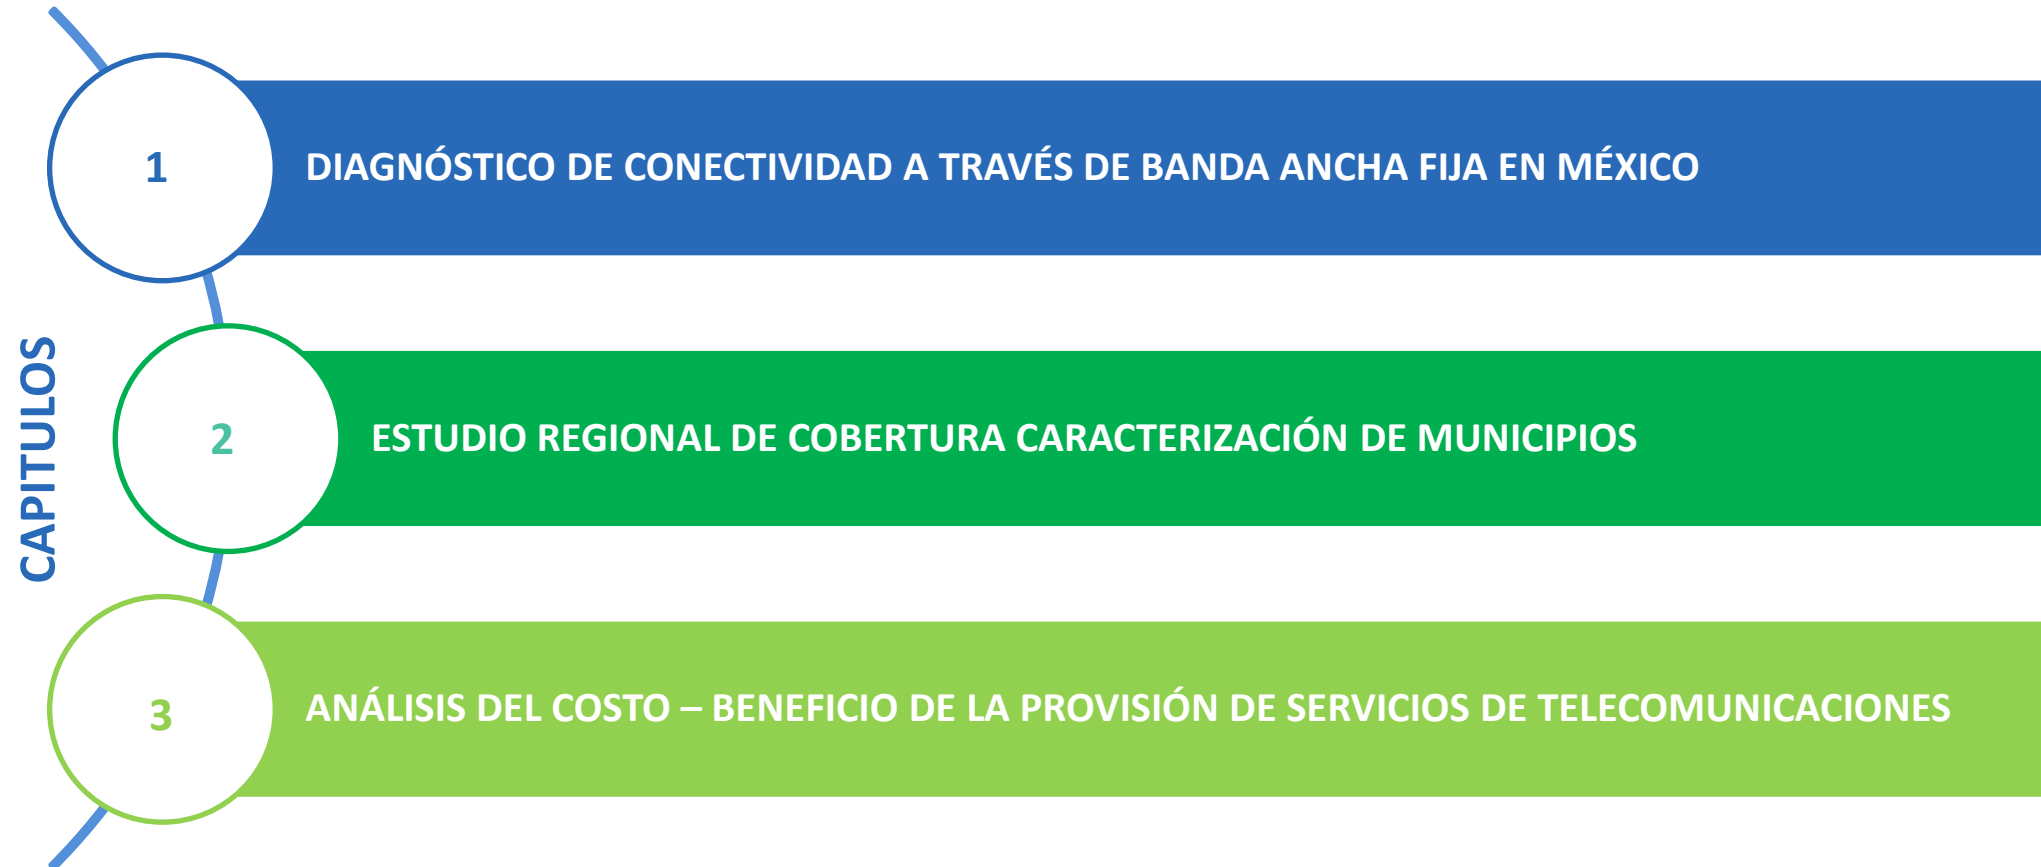 CAPITULOS
1
DIAGNÓSTICO DE CONECTIVIDAD A TRAVÉS DE BANDA ANCHA FIJA EN MÉXICO
2
ESTUDIO REGIONAL DE COBERTURA CARACTERIZACIÓN DE MUNICIPIOS
3
ANÁLISIS DEL COSTO – BENEFICIO DE LA PROVISIÓN DE SERVICIOS DE TELECOMUNICACIONES